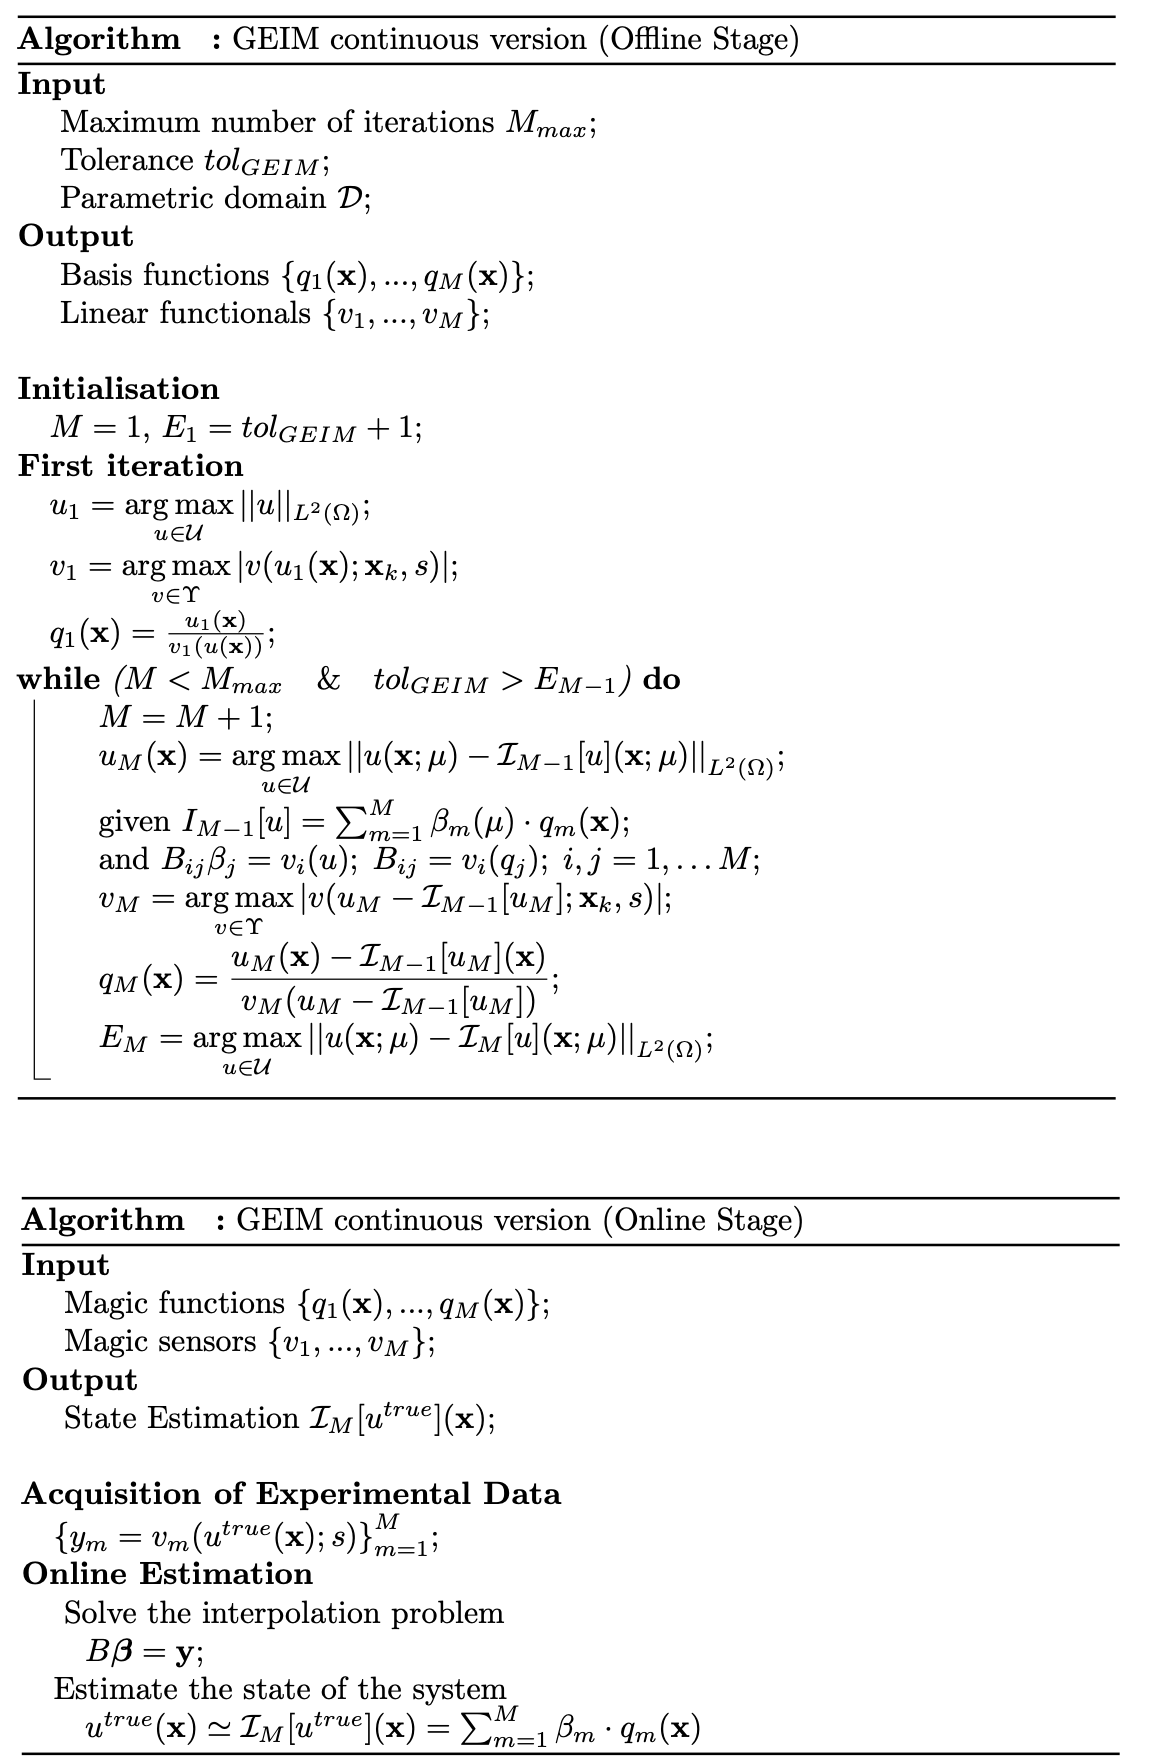 Algorithm : GEIM continuous version (Offline Stage)
Input
Maximum number of iterations $M_{max}$;
Tolerance $tol_{GEIM}$;
Parametric domain $\mathcal{D}$;
Output
Basis functions $\{q_1(\mathbf{x}), ..., q_M(\mathbf{x})\}$;
Linear functionals $\{v_1, ..., v_M\}$;
Initialisation
$M = 1$, $E_1 = tol_{GEIM} + 1$;
First iteration
$u_1 = \underset{u \in \mathcal{U}}{\arg\max} ||u||_{L^2(\Omega)}$;
$v_1 = \underset{v \in \Upsilon}{\arg\max} |v(u_1(\mathbf{x}); \mathbf{x}_k, s)|$;
$q_1(\mathbf{x}) = \frac{u_1(\mathbf{x})}{v_1(u(\mathbf{x}))}$;
while $(M < M_{max}$ & $tol_{GEIM} > E_{M-1})$ do
$M = M + 1$;
$u_M(\mathbf{x}) = \underset{u \in \mathcal{U}}{\arg\max} ||u(\mathbf{x}; \mu) - \mathcal{I}_{M-1}[u](\mathbf{x}; \mu)||_{L^2(\Omega)}$;
given $I_{M-1}[u] = \sum_{m=1}^{M} \beta_m(\mu) \cdot q_m(\mathbf{x})$;
and $B_{ij}\beta_j = v_i(u)$; $B_{ij} = v_i(q_j)$; $i, j = 1, \ldots M$;
$v_M = \underset{v \in \Upsilon}{\arg\max} |v(u_M - \mathcal{I}_{M-1}[u_M]; \mathbf{x}_k, s)|$;
$q_M(\mathbf{x}) = \frac{u_M(\mathbf{x}) - \mathcal{I}_{M-1}[u_M](\mathbf{x})}{v_M(u_M - \mathcal{I}_{M-1}[u_M])}$;
$E_M = \underset{u \in \mathcal{U}}{\arg\max} ||u(\mathbf{x}; \mu) - \mathcal{I}_M[u](\mathbf{x}; \mu)||_{L^2(\Omega)}$;
Algorithm : GEIM continuous version (Online Stage)
Input
Magic functions $\{q_1(\mathbf{x}), ..., q_M(\mathbf{x})\}$;
Magic sensors $\{v_1, ..., v_M\}$;
Output
State Estimation $\mathcal{I}_M[u^{true}](\mathbf{x})$;
Acquisition of Experimental Data
$\{y_m = v_m(u^{true}(\mathbf{x}); s)\}_{m=1}^{M}$;
Online Estimation
Solve the interpolation problem
$B\boldsymbol{\beta} = \mathbf{y}$;
Estimate the state of the system
$u^{true}(\mathbf{x}) \simeq \mathcal{I}_M[u^{true}](\mathbf{x}) = \sum_{m=1}^{M} \beta_m \cdot q_m(\mathbf{x})$